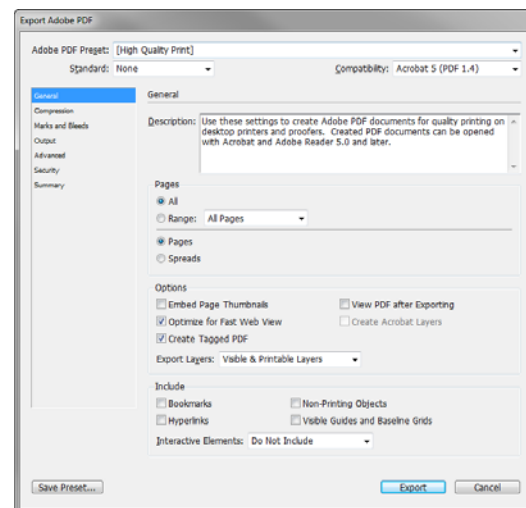 Export Adobe PDF
Adobe PDF Preset: [High Quality Print]
Standard: None Compatibility: Acrobat 5 (PDF 1.4)
General
Compression
Marks and Bleeds
Output
Advanced
Security
Summary
General
Description: Use these settings to create Adobe PDF documents for quality printing on
desktop printers and proofers. Created PDF documents can be opened
with Acrobat and Adobe Reader 5.0 and later.
Pages
All
Range: All Pages
Pages
Spreads
Options
Embed Page Thumbnails View PDF after Exporting
Optimize for Fast Web View Create Acrobat Layers
Create Tagged PDF
Export Layers: Visible & Printable Layers
Include
Bookmarks Non-Printing Objects
Hyperlinks Visible Guides and Baseline Grids
Interactive Elements: Do Not Include
Save Preset... Export Cancel